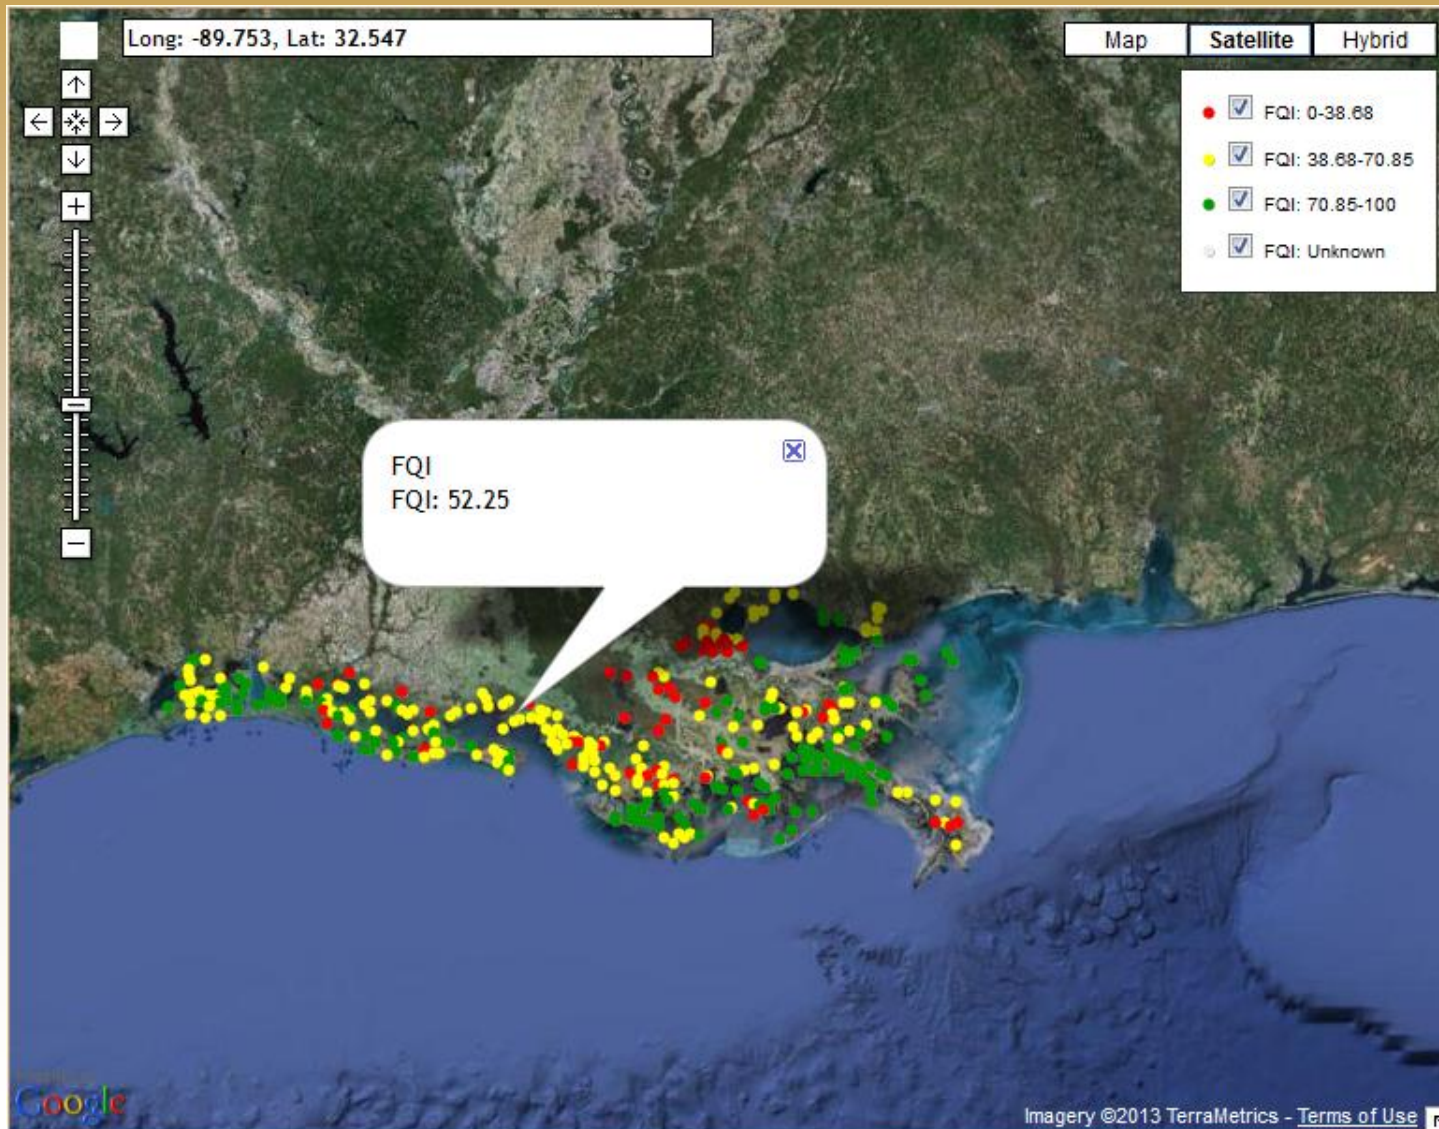 Long: -89.753, Lat: 32.547
Map Satellite Hybrid
FQI: 0-38.68
FQI: 38.68-70.85
FQI: 70.85-100
FQI: Unknown
FQI
FQI: 52.25
Google
Imagery ©2013 TerraMetrics - Terms of Use